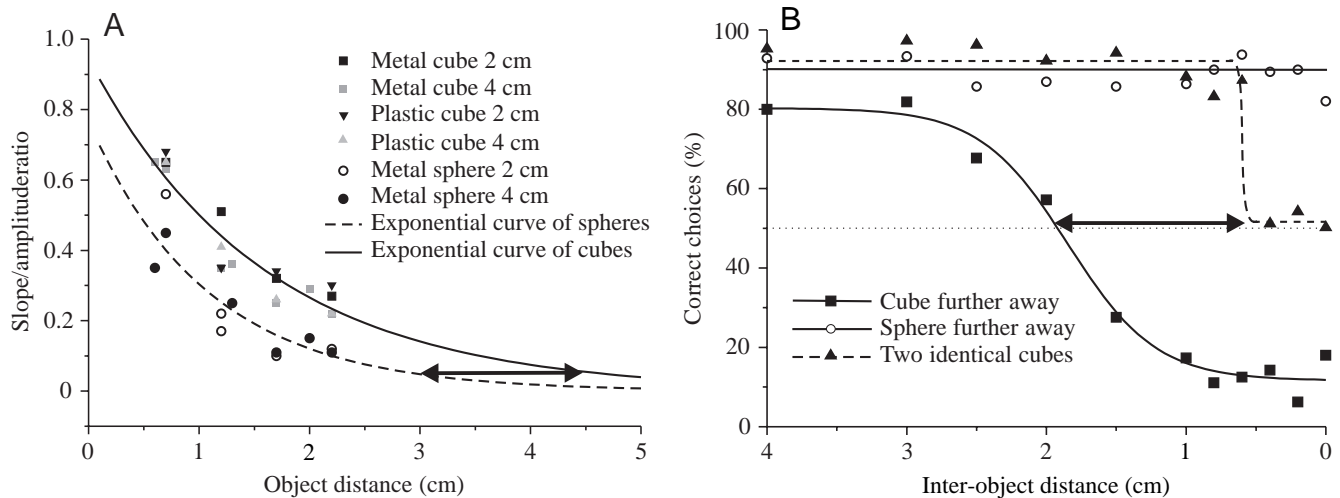 A
1.0
0.8
0.6
0.4
0.2
0
Slope/amplituderatio
Metal cube 2 cm
Metal cube 4 cm
Plastic cube 2 cm
Plastic cube 4 cm
Metal sphere 2 cm
Metal sphere 4 cm
Exponential curve of spheres
Exponential curve of cubes
0 1 2 3 4 5
Object distance (cm)
B
100
80
60
40
20
0
Correct choices (%)
Cube further away
Sphere further away
Two identical cubes
4 3 2 1 0
Inter-object distance (cm)